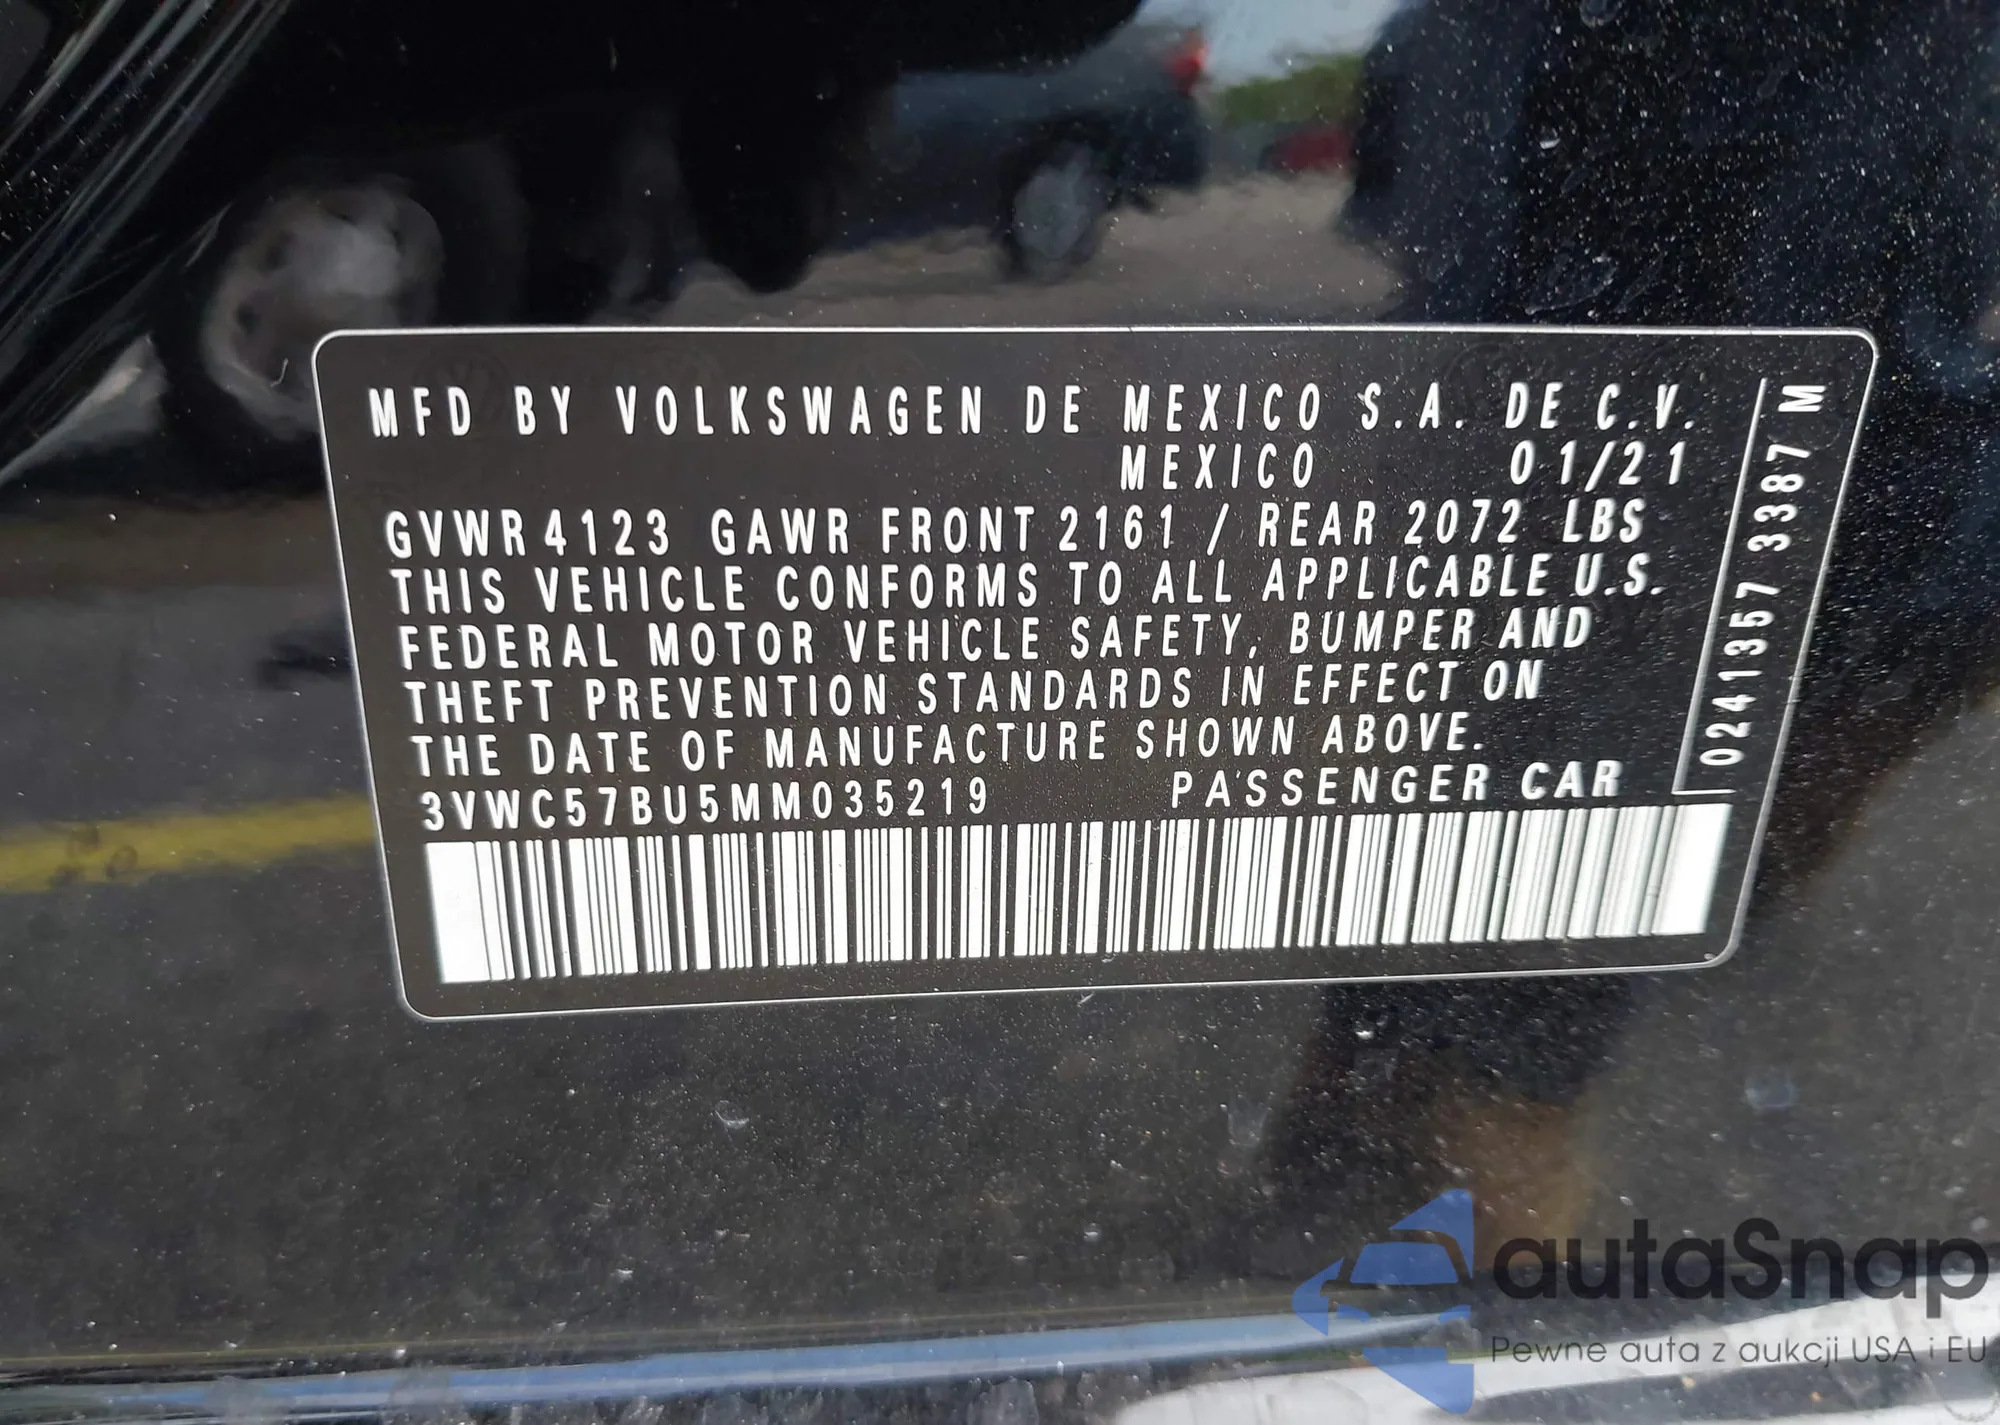 MFD BY VOLKSWAGEN DE MEXICO S.A. DE C.V.
MEXICO 01/21
GVWR 4123 GAWR FRONT 2161 / REAR 2072 LBS
THIS VEHICLE CONFORMS TO ALL APPLICABLE U.S.
FEDERAL MOTOR VEHICLE SAFETY, BUMPER AND
THEFT PREVENTION STANDARDS IN EFFECT ON
THE DATE OF MANUFACTURE SHOWN ABOVE.
3VWC57BU5MM035219 PASSENGER CAR
0241357 3387 M
autaSnap
Pewne auta z aukcji USA i EU